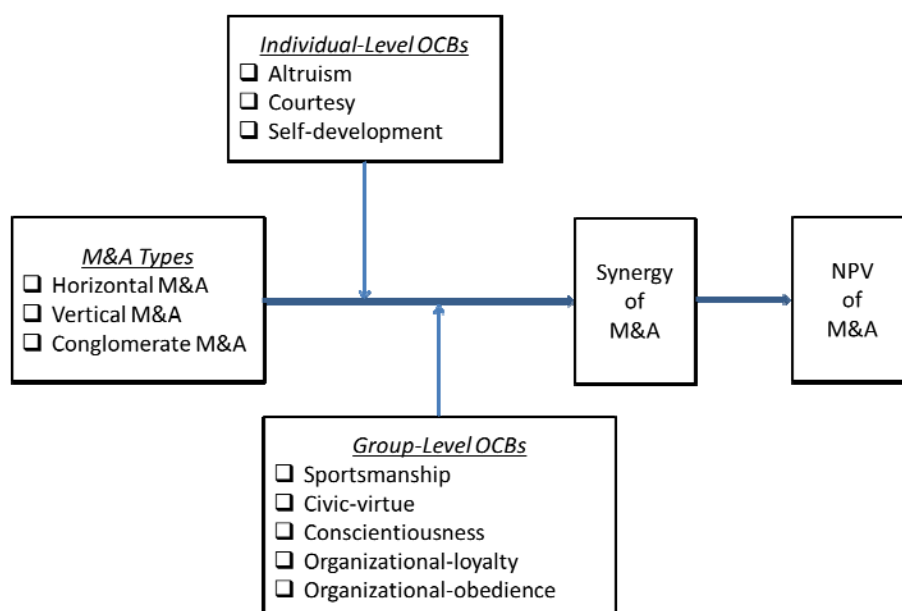 Individual-Level OCBs
❑ Altruism
❑ Courtesy
❑ Self-development
M&A Types
❑ Horizontal M&A
❑ Vertical M&A
❑ Conglomerate M&A
Synergy
of
M&A
NPV
of
M&A
Group-Level OCBs
❑ Sportsmanship
❑ Civic-virtue
❑ Conscientiousness
❑ Organizational-loyalty
❑ Organizational-obedience